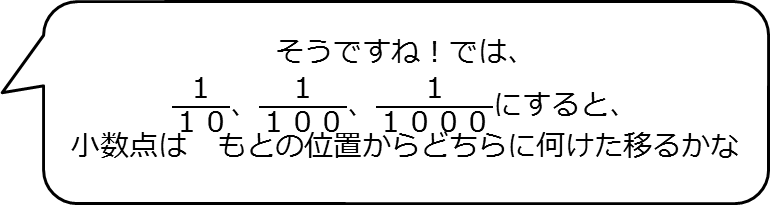 そうですね！では、
1/10、1/100、1/1000にすると、
小数点は　もとの位置からどちらに何けた移るかな